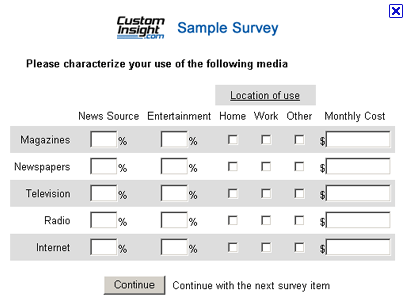 Custom
Insight.com
Sample Survey
Please characterize your use of the following media
Location of use
News Source Entertainment Home Work Other Monthly Cost
Magazines % % $
Newspapers % % $
Television % % $
Radio % % $
Internet % % $
Continue Continue with the next survey item